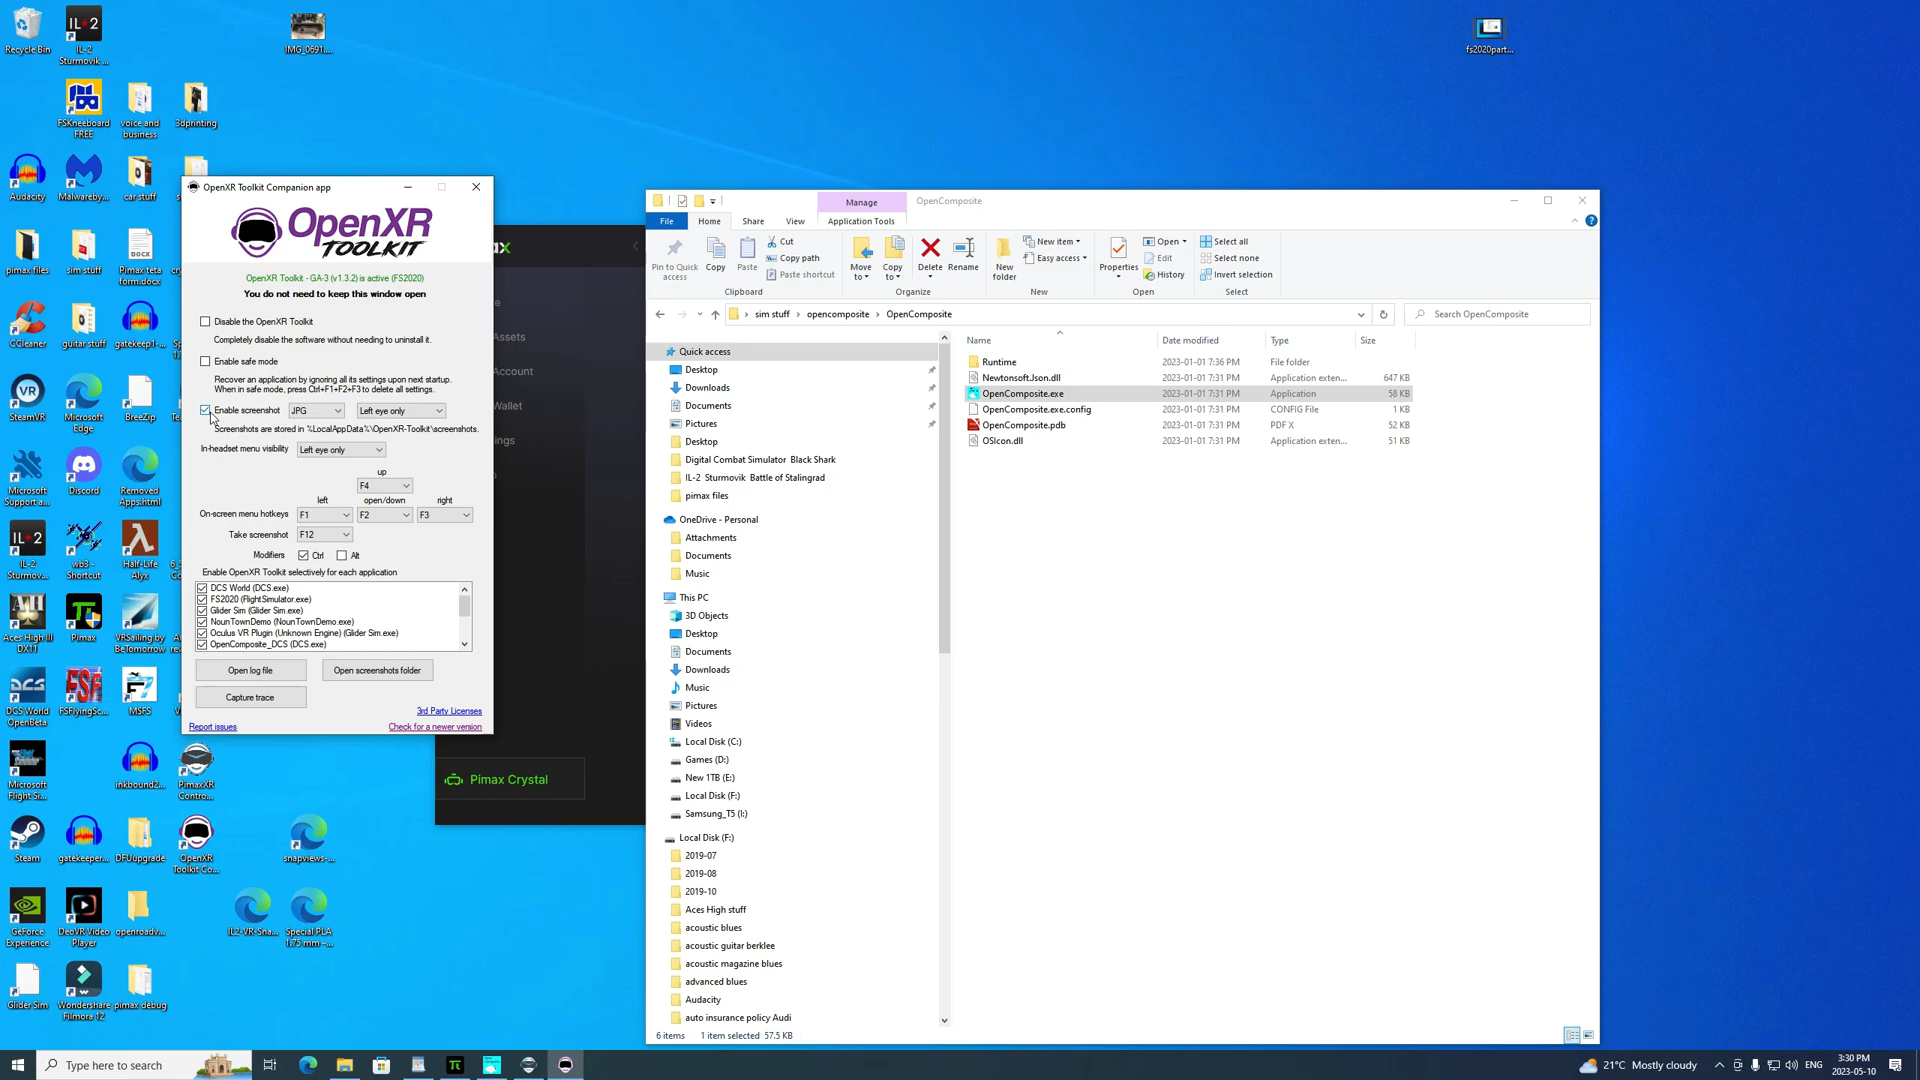 Recycle Bin
IL-2
Sturmovik ...
IMG_0691....
fs2020part...
FSKneeboard
FREE
voice and
business
3dprinting
Audacity
Malwareby...
car stuff
pimax files
sim stuff
Pimax teta
form.docx
CCleaner
guitar stuff
gatekeep1-...
SteamVR
Microsoft
Edge
BreeZip
Microsoft
Support a...
Discord
Removed
Apps.html
IL-2
Sturmov...
wb3 -
Shortcut
Half-Life
Alyx
Aces High III
DX11
Pimax
VRSailing by
BeTomorrow
DCS World
OpenBeta
FSFlyingSc...
MSFS
Microsoft
Flight Si...
inkbound2...
PimaxXR
Contro...
Steam
gatekeeper...
DFUupgrade
OpenXR
Toolkit Co...
snapviews-...
GeForce
Experience
DeoVR Video
Player
openroadv...
IL2-VR-Sna...
Special PLA
1.75 mm –...
Glider Sim
Wondershare
Filmora 12
pimax debug
OpenXR Toolkit Companion app
OpenXR
TOOLKIT
OpenXR Toolkit - GA-3 (v1.3.2) is active (FS2020)
You do not need to keep this window open
Disable the OpenXR Toolkit
Completely disable the software without needing to uninstall it.
Enable safe mode
Recover an application by ignoring all its settings upon next startup.
When in safe mode, press Ctrl+F1+F2+F3 to delete all settings.
Enable screenshot JPG Left eye only
Screenshots are stored in %LocalAppData%\OpenXR-Toolkit\screenshots.
In-headset menu visibility Left eye only
up
F4
left open/down right
On-screen menu hotkeys F1 F2 F3
Take screenshot F12
Modifiers Ctrl Alt
Enable OpenXR Toolkit selectively for each application
DCS World (DCS.exe)
FS2020 (FlightSimulator.exe)
Glider Sim (Glider Sim.exe)
NounTownDemo (NounTownDemo.exe)
Oculus VR Plugin (Unknown Engine) (Glider Sim.exe)
OpenComposite_DCS (DCS.exe)
Open log file Open screenshots folder
Capture trace
3rd Party Licenses
Report issues Check for a newer version
Assets
Account
Wallet
Pimax Crystal
Manage OpenComposite
File Home Share View Application Tools
Pin to Quick
access
Copy
Paste
Cut
Copy path
Paste shortcut
Move
to
Copy
to
Delete
Rename
New
folder
New item
Easy access
Properties
Open
Edit
History
Select all
Select none
Invert selection
Clipboard Organize New Open Select
sim stuff opencomposite OpenComposite
Search OpenComposite
Quick access
Desktop
Downloads
Documents
Pictures
Desktop
Digital Combat Simulator Black Shark
IL-2 Sturmovik Battle of Stalingrad
pimax files
OneDrive - Personal
Attachments
Documents
Music
This PC
3D Objects
Desktop
Documents
Downloads
Music
Pictures
Videos
Local Disk (C:)
Games (D:)
New 1TB (E:)
Local Disk (F:)
Samsung_T5 (I:)
Local Disk (F:)
2019-07
2019-08
2019-10
Aces High stuff
acoustic blues
acoustic guitar berklee
acoustic magazine blues
advanced blues
Audacity
auto insurance policy Audi
Name Date modified Type Size
Runtime 2023-01-01 7:36 PM File folder
Newtonsoft.Json.dll 2023-01-01 7:31 PM Application exten... 647 KB
OpenComposite.exe 2023-01-01 7:31 PM Application 58 KB
OpenComposite.exe.config 2023-01-01 7:31 PM CONFIG File 1 KB
OpenComposite.pdb 2023-01-01 7:31 PM PDF X 52 KB
OSIcon.dll 2023-01-01 7:31 PM Application exten... 51 KB
6 items 1 item selected 57.5 KB
Type here to search
21°C Mostly cloudy
ENG
3:30 PM
2023-05-10